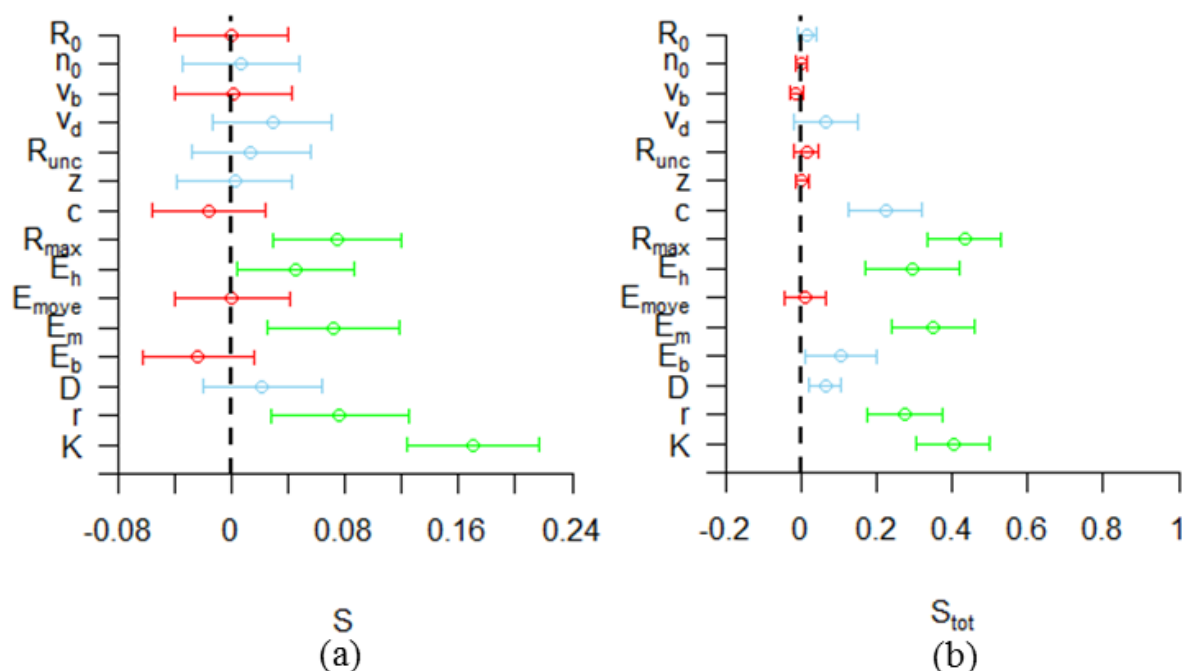 R0
n0
vb
vd
Runc
z
c
Rmax
Eh
Emove
Em
Eb
D
r
K
-0.08 0 0.08 0.16 0.24
S
(a)
R0
n0
vb
vd
Runc
z
c
Rmax
Eh
Emove
Em
Eb
D
r
K
-0.2 0 0.2 0.4 0.6 0.8 1
Stot
(b)